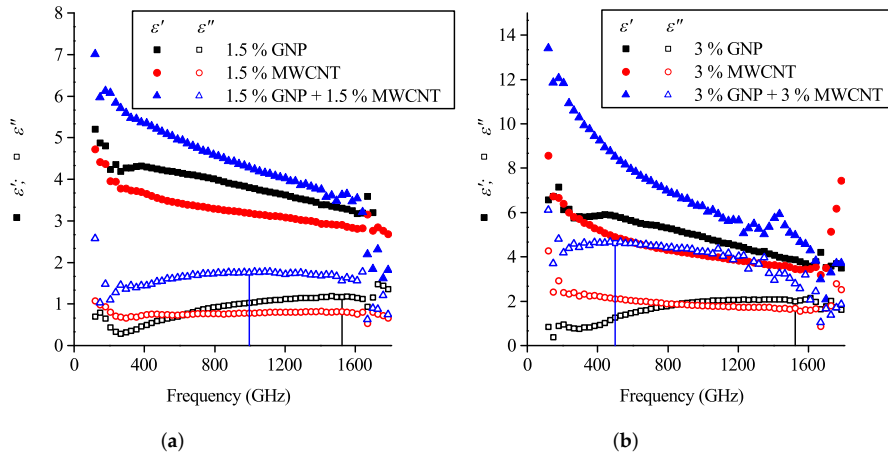 8
7
6
5
4
3
2
1
0
0 400 800 1200 1600
Frequency (GHz)
ε′; ε″
ε′ ε″
1.5 % GNP
1.5 % MWCNT
1.5 % GNP + 1.5 % MWCNT
(a)
14
12
10
8
6
4
2
0
0 400 800 1200 1600
Frequency (GHz)
ε′; ε″
ε′ ε″
3 % GNP
3 % MWCNT
3 % GNP + 3 % MWCNT
(b)